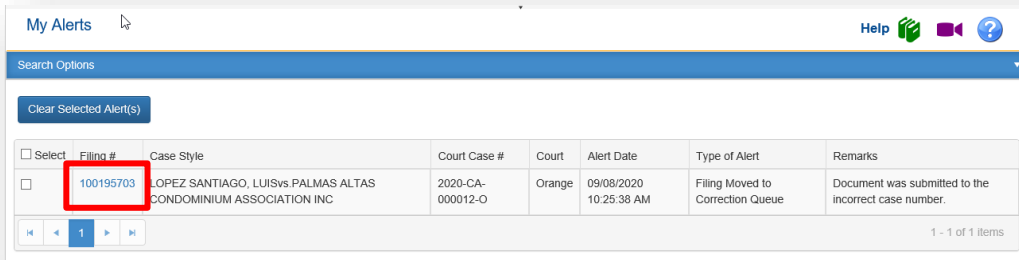 My Alerts
Help
Search Options
Clear Selected Alert(s)
Select Filing # Case Style Court Case # Court Alert Date Type of Alert Remarks
100195703 LOPEZ SANTIAGO, LUISvs.PALMAS ALTAS 2020-CA- Orange 09/08/2020 Filing Moved to Document was submitted to the
CONDOMINIUM ASSOCIATION INC 000012-O 10:25:38 AM Correction Queue incorrect case number.
1 1 - 1 of 1 items